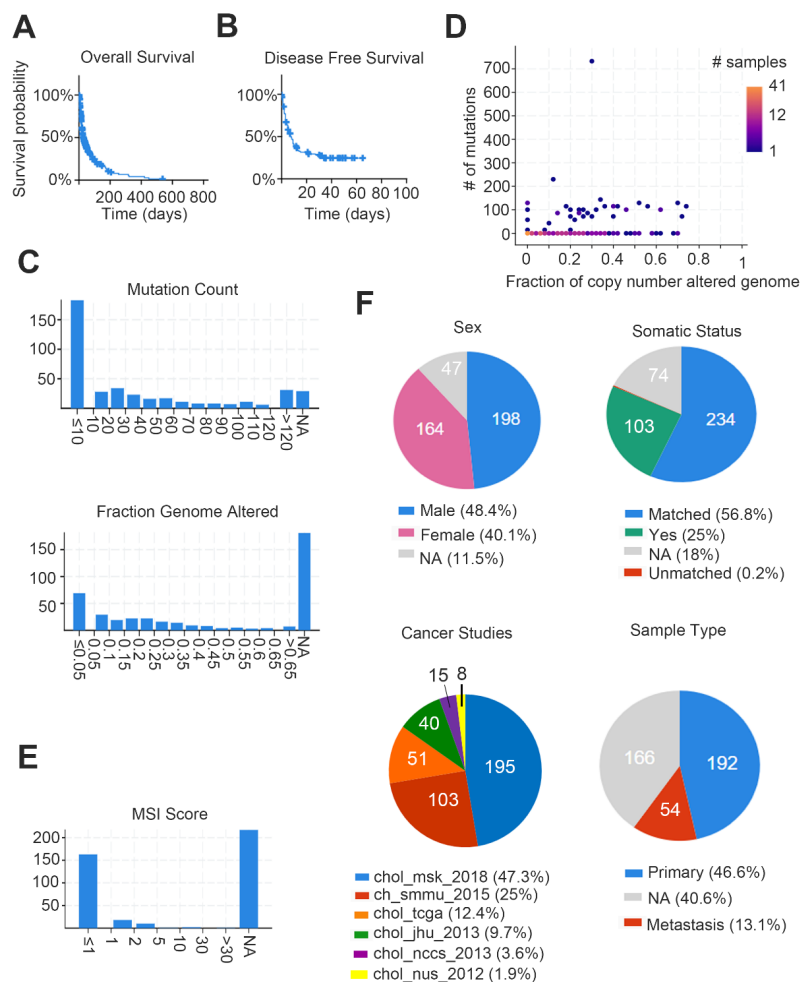 A
Overall Survival
Survival probability
100%
50%
0%
0 200 400 600 800
Time (days)
B
Disease Free Survival
100%
50%
0%
0 20 40 60 80 100
Time (days)
D
# of mutations
700
600
500
400
300
200
100
0
0 0.2 0.4 0.6 0.8 1
Fraction of copy number altered genome
# samples
41
12
1
C
Mutation Count
150
100
50
≤10 10 20 30 40 50 60 70 80 90 100 110 120 >120 NA
Fraction Genome Altered
150
100
50
≤0.05 0.05 0.1 0.15 0.2 0.25 0.3 0.35 0.4 0.45 0.5 0.55 0.6 0.65 >0.65 NA
E
MSI Score
200
150
100
50
≤1 1 2 5 10 30 >30 NA
F
Sex
47
164
198
Male (48.4%)
Female (40.1%)
NA (11.5%)
Somatic Status
74
103
234
Matched (56.8%)
Yes (25%)
NA (18%)
Unmatched (0.2%)
Cancer Studies
15 8
40
51
195
103
chol_msk_2018 (47.3%)
ch_smmu_2015 (25%)
chol_tcga (12.4%)
chol_jhu_2013 (9.7%)
chol_nccs_2013 (3.6%)
chol_nus_2012 (1.9%)
Sample Type
166
192
54
Primary (46.6%)
NA (40.6%)
Metastasis (13.1%)